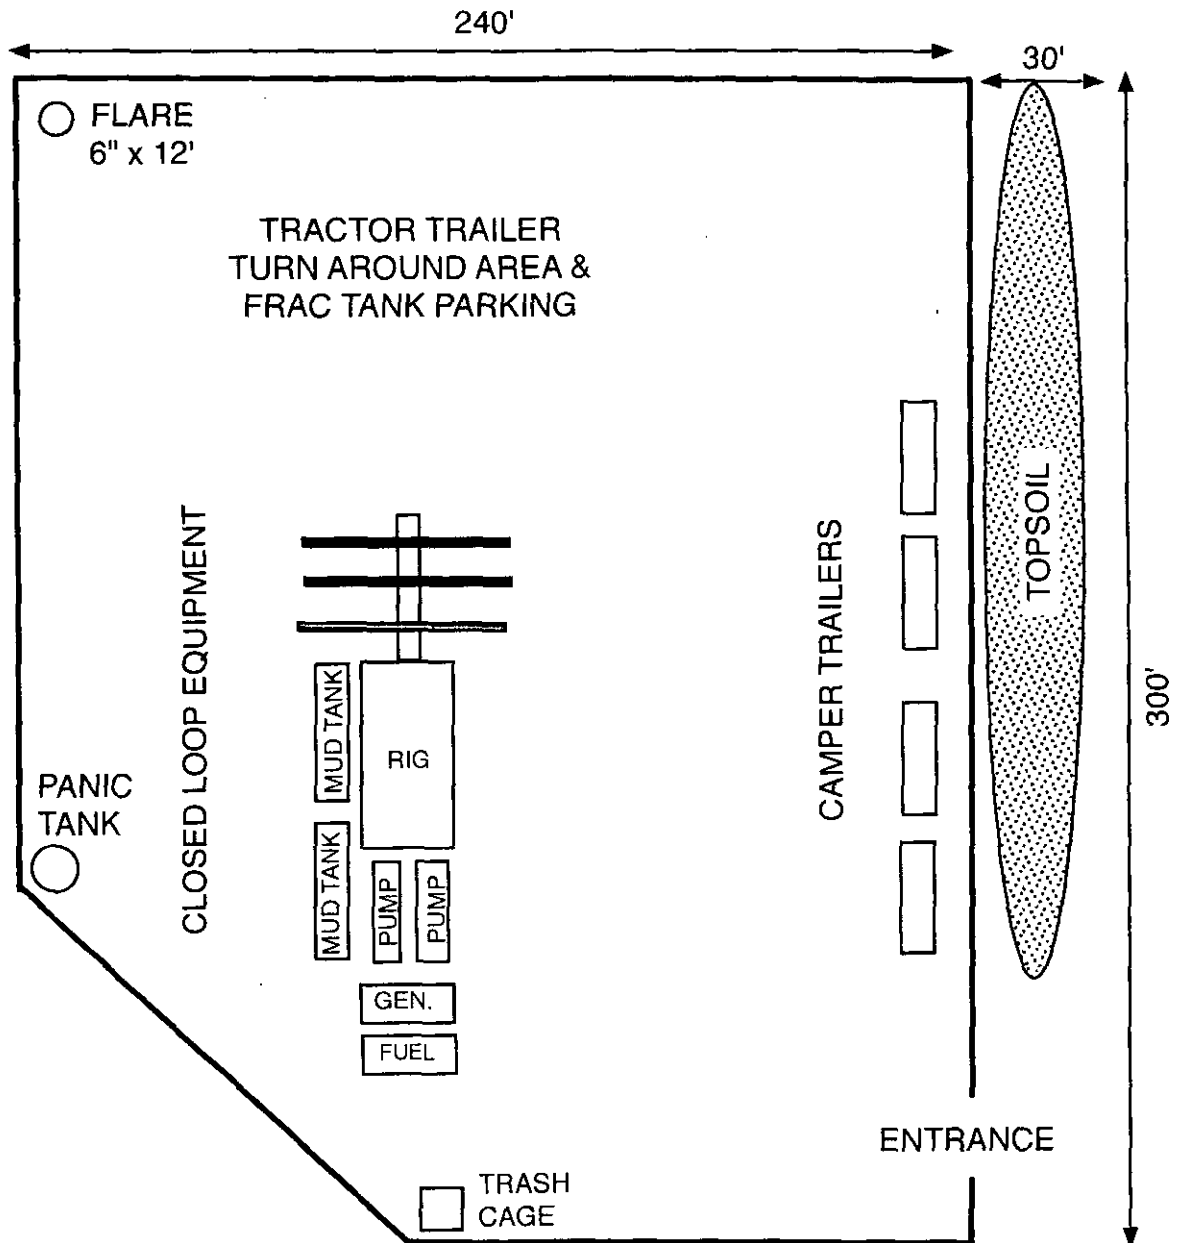 240'
30'
FLARE
6" x 12'
TRACTOR TRAILER
TURN AROUND AREA &
FRAC TANK PARKING
CLOSED LOOP EQUIPMENT
CAMPER TRAILERS
TOPSOIL
300'
MUD TANK
RIG
PANIC
TANK
MUD TANK
PUMP
PUMP
GEN.
FUEL
ENTRANCE
TRASH
CAGE